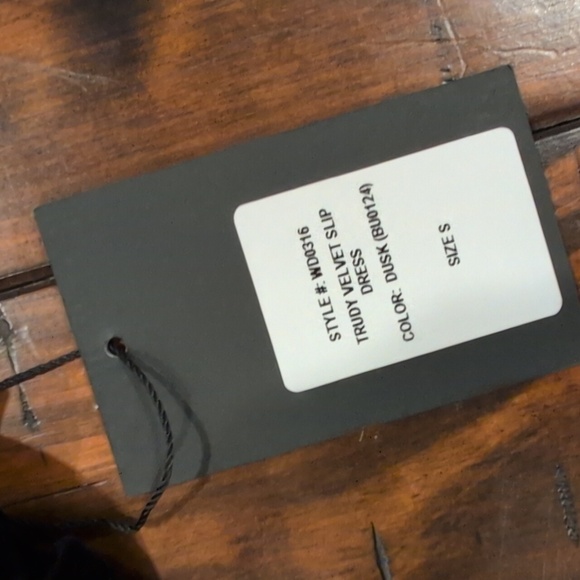 STYLE #: WD0316
TRUDY VELVET SLIP
DRESS
COLOR: DUSK (BU0124)
SIZE S